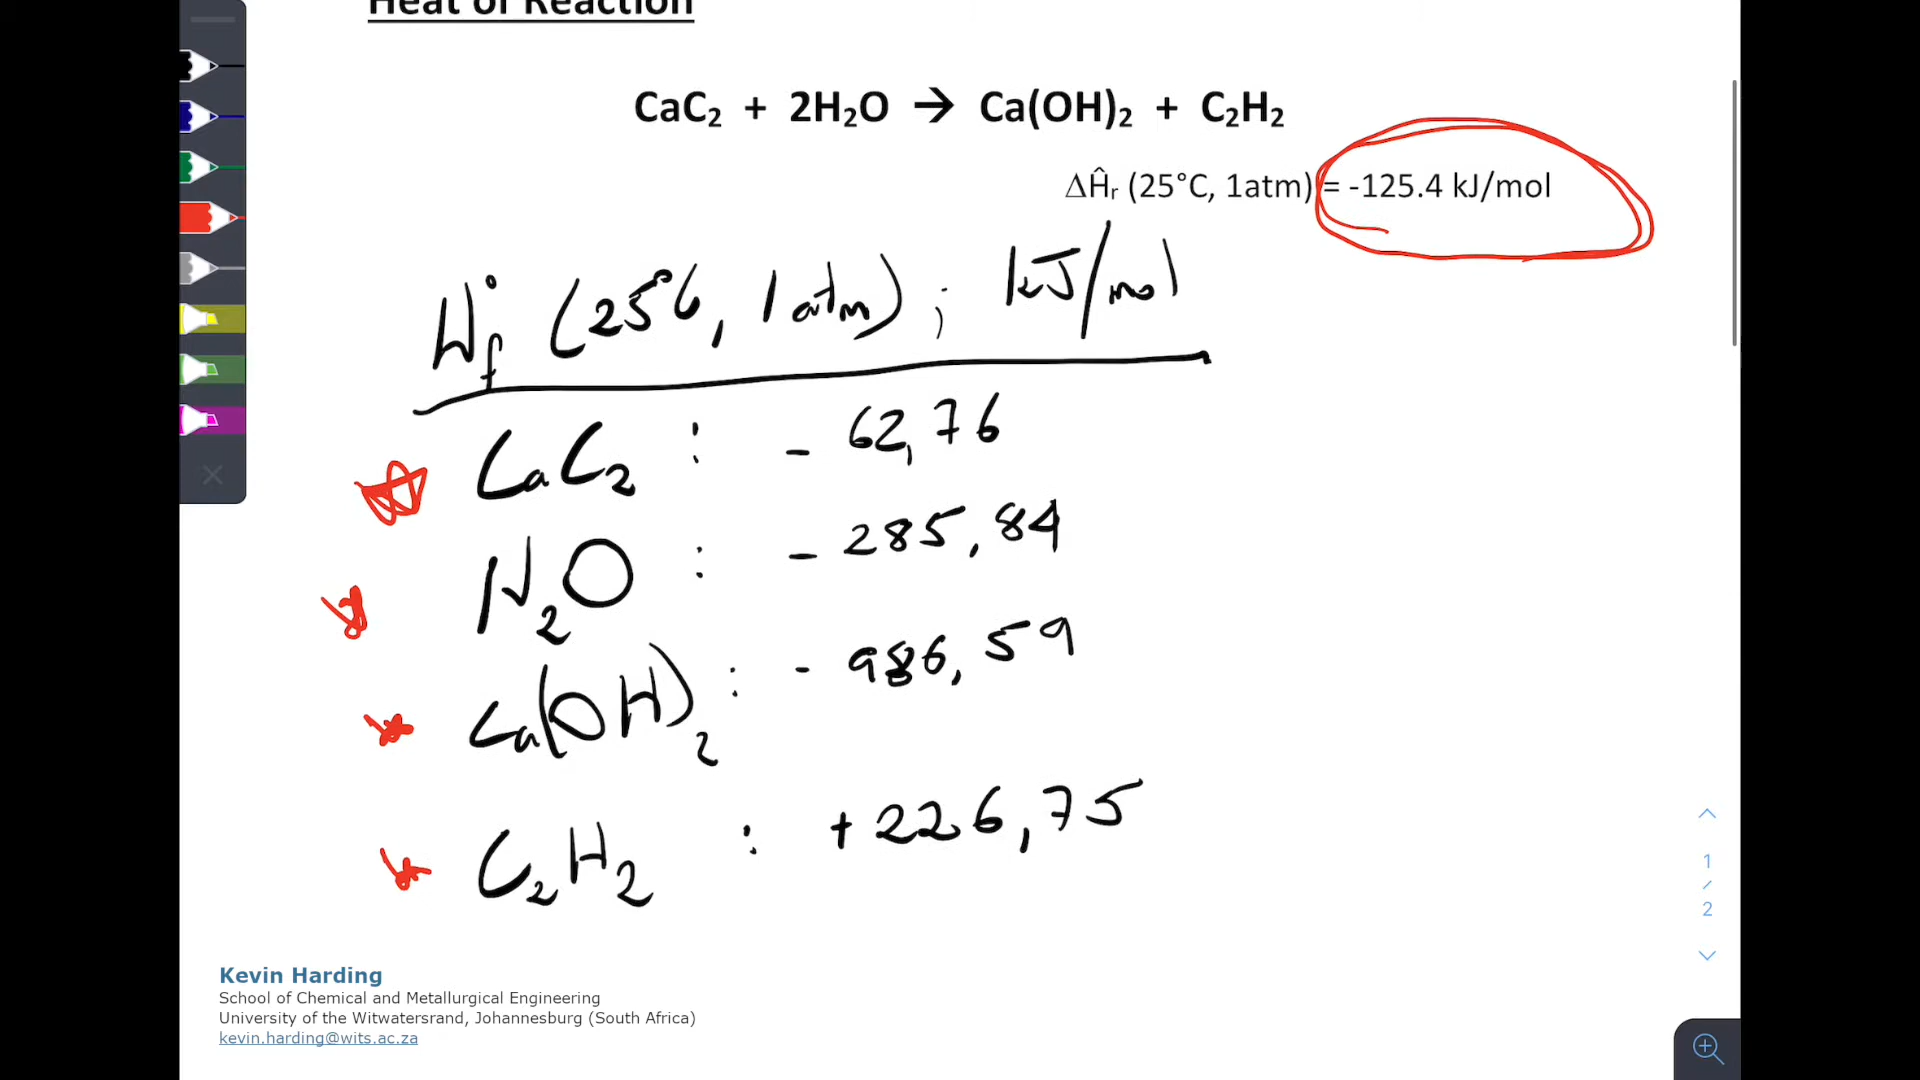 Heat of Reaction
CaC₂ + 2H₂O → Ca(OH)₂ + C₂H₂
ΔĤᵣ (25°C, 1atm) = -125.4 kJ/mol
H°f (25°C, 1 atm) ; kJ/mol
CaC₂ : - 62,76
H₂O : - 285,84
Ca(OH)₂ : - 986,59
C₂H₂ : + 226,75
1
/
2
Kevin Harding
School of Chemical and Metallurgical Engineering
University of the Witwatersrand, Johannesburg (South Africa)
kevin.harding@wits.ac.za